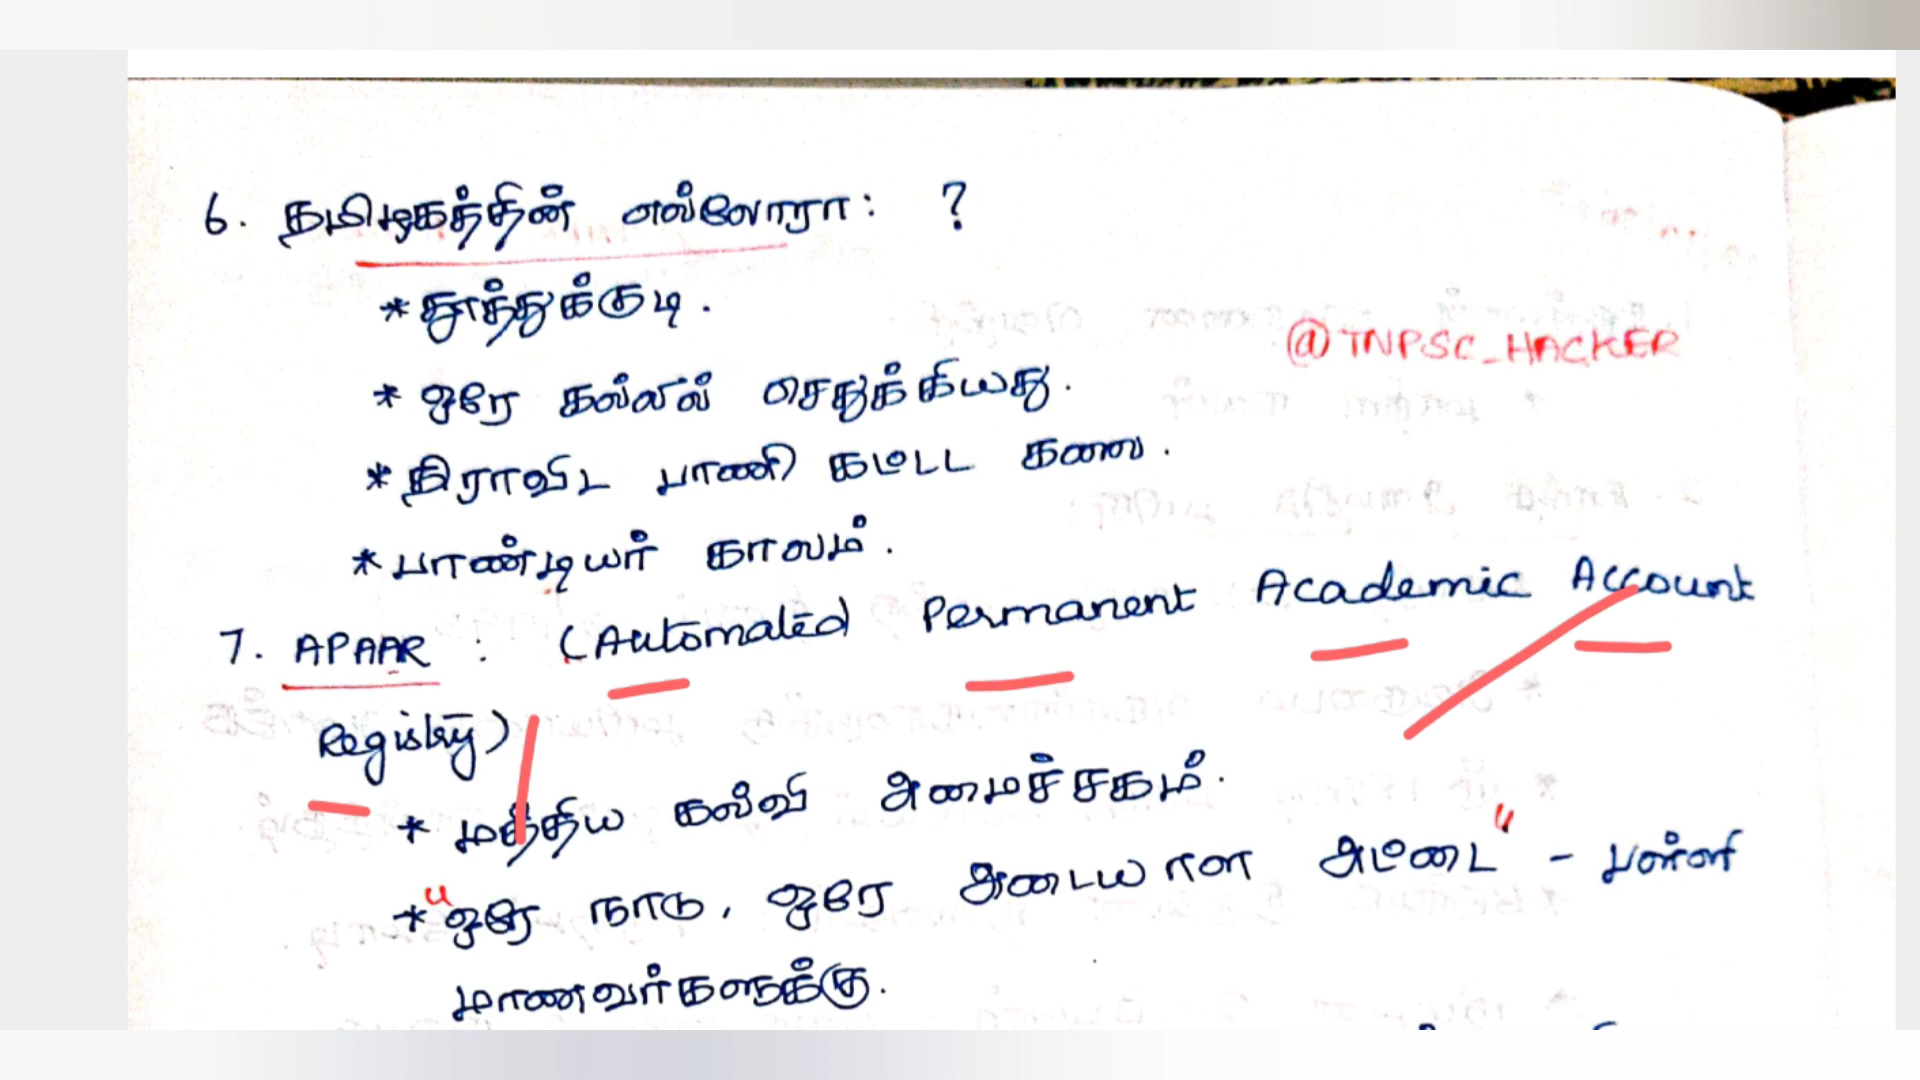 6. தமிழகத்தின் எல்லோரா : ?
* தூத்துக்குடி.
@TNPSC_HACKER
* ஒரே கல்லில் செதுக்கியது.
* திராவிட பாணி கட்டட கலை.
* பாண்டியர் காலம்.
7. APAAR : (Automated Permanent Academic Account
Registry)
* மத்திய கல்வி அமைச்சகம்.
* "ஒரே நாடு, ஒரே அடையாள அட்டை" - பள்ளி
மாணவர்களுக்கு.